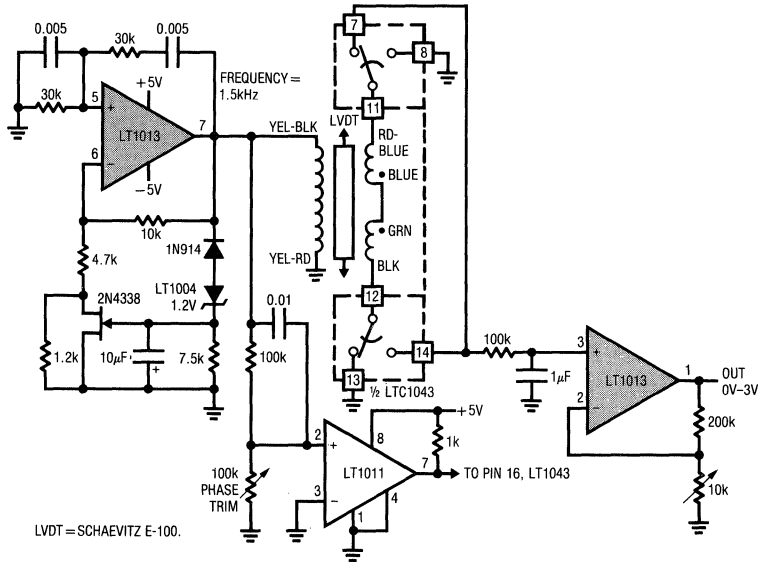 0.005
0.005
30k
30k
5
+
+5V
LT1013
7
6
−
−5V
FREQUENCY =
1.5kHz
10k
4.7k
1N914
LT1004
1.2V
2N4338
1.2k
10μF
+
7.5k
YEL-BLK
YEL-RD
LVDT
7
8
11
RD-
BLUE
BLUE
GRN
BLK
12
14
13
½ LTC1043
0.01
100k
100k
PHASE
TRIM
2
+
3
−
8
LT1011
7
4
1
+5V
1k
TO PIN 16, LT1043
100k
1μF
3
+
LT1013
2
−
1
OUT
0V-3V
200k
10k
LVDT = SCHAEVITZ E-100.